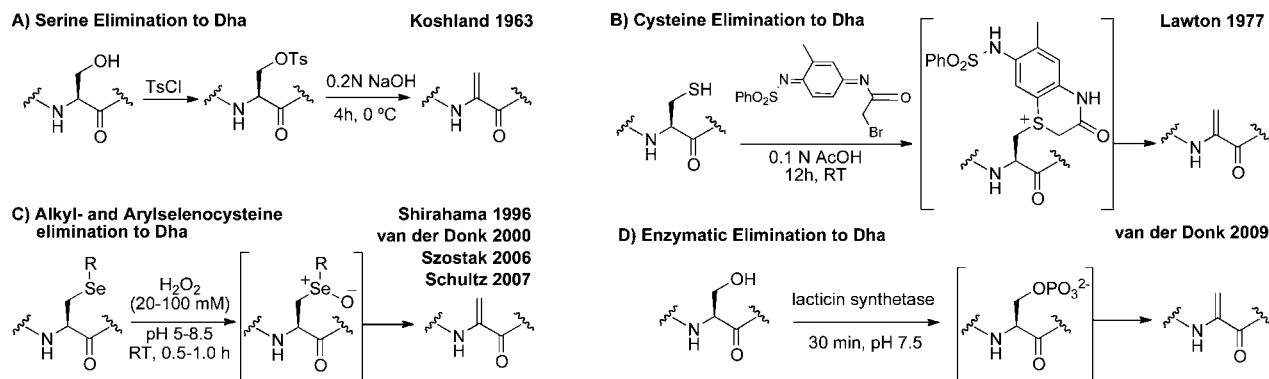 A) Serine Elimination to Dha
Koshland 1963
OH
N
H
O
TsCl
OTs
N
H
O
0.2N NaOH
4h, 0 ºC
N
H
O
B) Cysteine Elimination to Dha
Lawton 1977
SH
N
H
O
N
PhO2S
N
O
Br
0.1 N AcOH
12h, RT
H
N
PhO2S
NH
O
S
+
N
H
O
N
H
O
C) Alkyl- and Arylselenocysteine
elimination to Dha
Shirahama 1996
van der Donk 2000
Szostak 2006
Schultz 2007
R
Se
N
H
O
H2O2
(20-100 mM)
pH 5-8.5
RT, 0.5-1.0 h
R
+
Se
O
−
N
H
O
N
H
O
D) Enzymatic Elimination to Dha
van der Donk 2009
OH
N
H
O
lacticin synthetase
30 min, pH 7.5
OPO3 2-
N
H
O
N
H
O